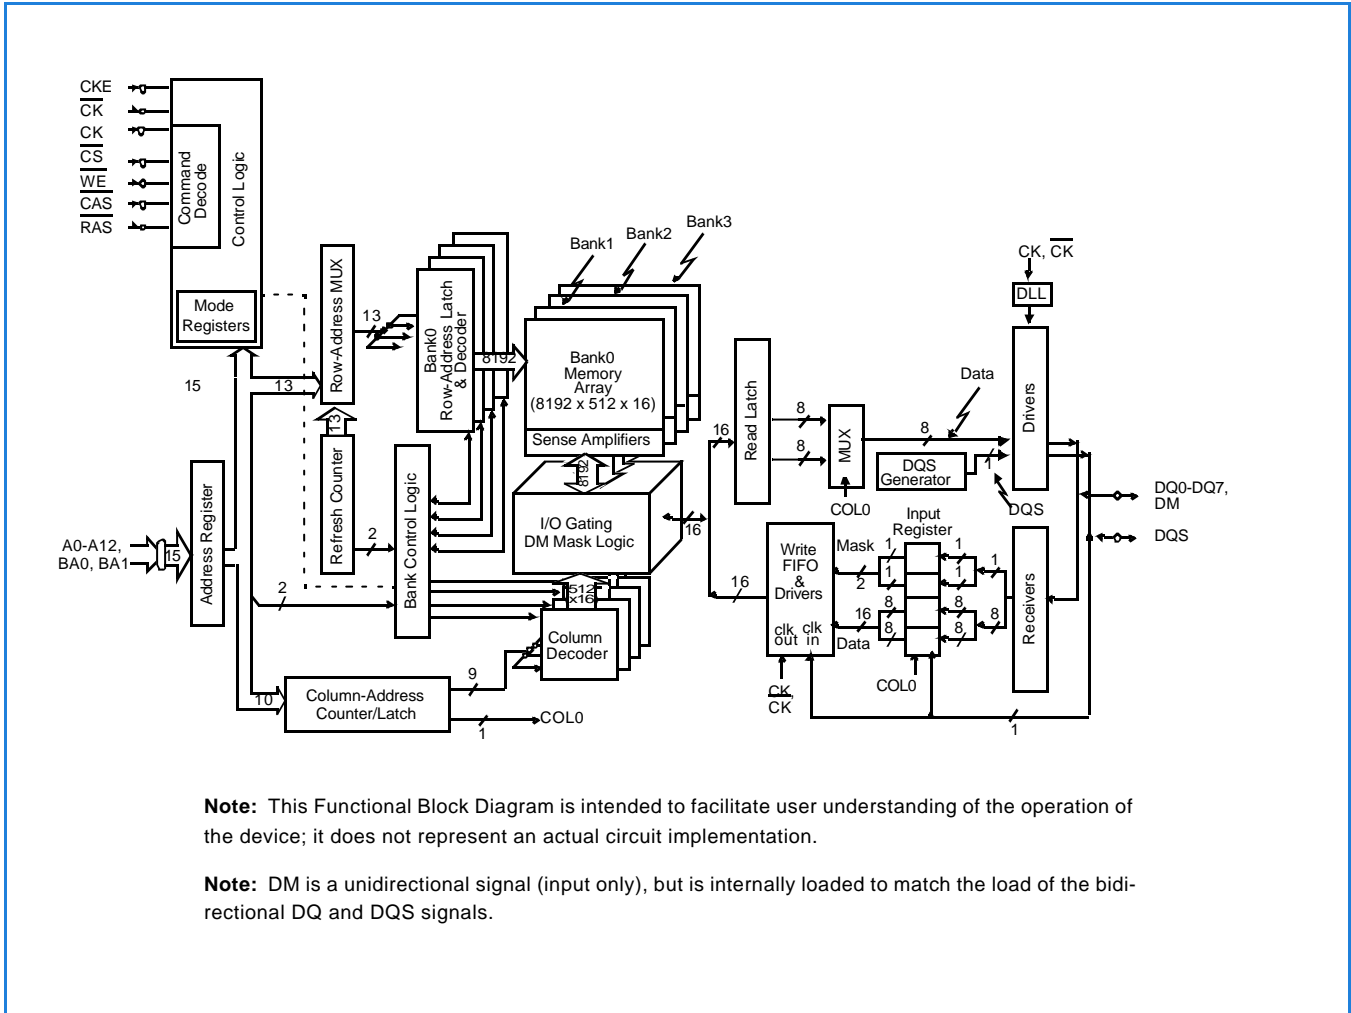 CKE
CK
CK
CS
WE
CAS
RAS
Command
Decode
Control Logic
Mode
Registers
15
13
Row-Address MUX
13
13
Refresh Counter
2
Bank0
Row-Address Latch
& Decoder
8192
Bank1
Bank2
Bank3
Bank0
Memory
Array
(8192 x 512 x 16)
Sense Amplifiers
8192
I/O Gating
DM Mask Logic
512
x16
Column
Decoder
Bank Control Logic
A0-A12,
BA0, BA1
15
Address Register
2
10
Column-Address
Counter/Latch
9
1
COL0
16
16
16
Read Latch
8
8
MUX
COL0
8
Data
DQS
Generator
1
DQS
CK, CK
DLL
Drivers
DQ0-DQ7,
DM
DQS
Input
Register
Write
FIFO
&
Drivers
clk
out
clk
in
Mask
2
16
Data
1
1
8
8
1
1
8
8
1
8
Receivers
COL0
CK,
CK
1
Note: This Functional Block Diagram is intended to facilitate user understanding of the operation of
the device; it does not represent an actual circuit implementation.
Note: DM is a unidirectional signal (input only), but is internally loaded to match the load of the bidi-
rectional DQ and DQS signals.